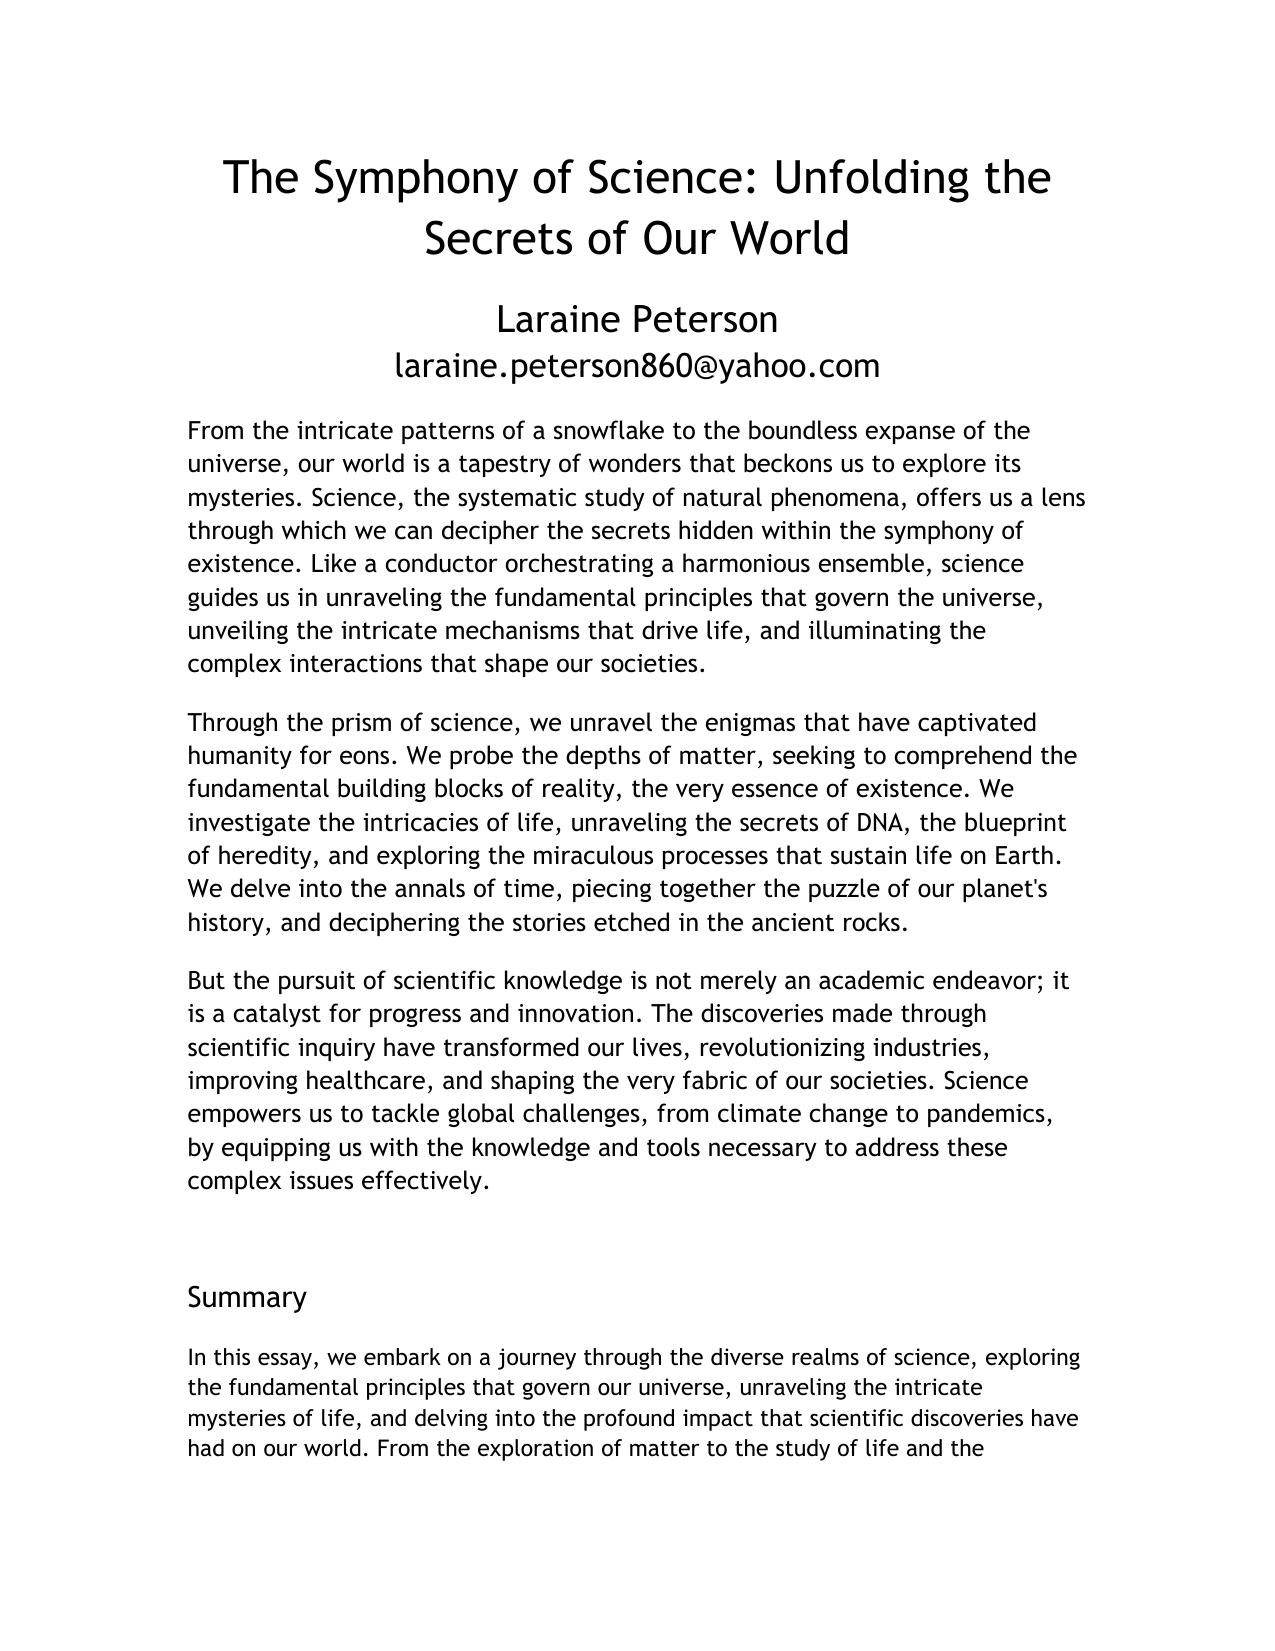 The Symphony of Science: Unfolding the
Secrets of Our World
Laraine Peterson
laraine.peterson860@yahoo.com
From the intricate patterns of a snowflake to the boundless expanse of the
universe, our world is a tapestry of wonders that beckons us to explore its
mysteries. Science, the systematic study of natural phenomena, offers us a lens
through which we can decipher the secrets hidden within the symphony of
existence. Like a conductor orchestrating a harmonious ensemble, science
guides us in unraveling the fundamental principles that govern the universe,
unveiling the intricate mechanisms that drive life, and illuminating the
complex interactions that shape our societies.
Through the prism of science, we unravel the enigmas that have captivated
humanity for eons. We probe the depths of matter, seeking to comprehend the
fundamental building blocks of reality, the very essence of existence. We
investigate the intricacies of life, unraveling the secrets of DNA, the blueprint
of heredity, and exploring the miraculous processes that sustain life on Earth.
We delve into the annals of time, piecing together the puzzle of our planet's
history, and deciphering the stories etched in the ancient rocks.
But the pursuit of scientific knowledge is not merely an academic endeavor; it
is a catalyst for progress and innovation. The discoveries made through
scientific inquiry have transformed our lives, revolutionizing industries,
improving healthcare, and shaping the very fabric of our societies. Science
empowers us to tackle global challenges, from climate change to pandemics,
by equipping us with the knowledge and tools necessary to address these
complex issues effectively.
Summary
In this essay, we embark on a journey through the diverse realms of science, exploring
the fundamental principles that govern our universe, unraveling the intricate
mysteries of life, and delving into the profound impact that scientific discoveries have
had on our world. From the exploration of matter to the study of life and the